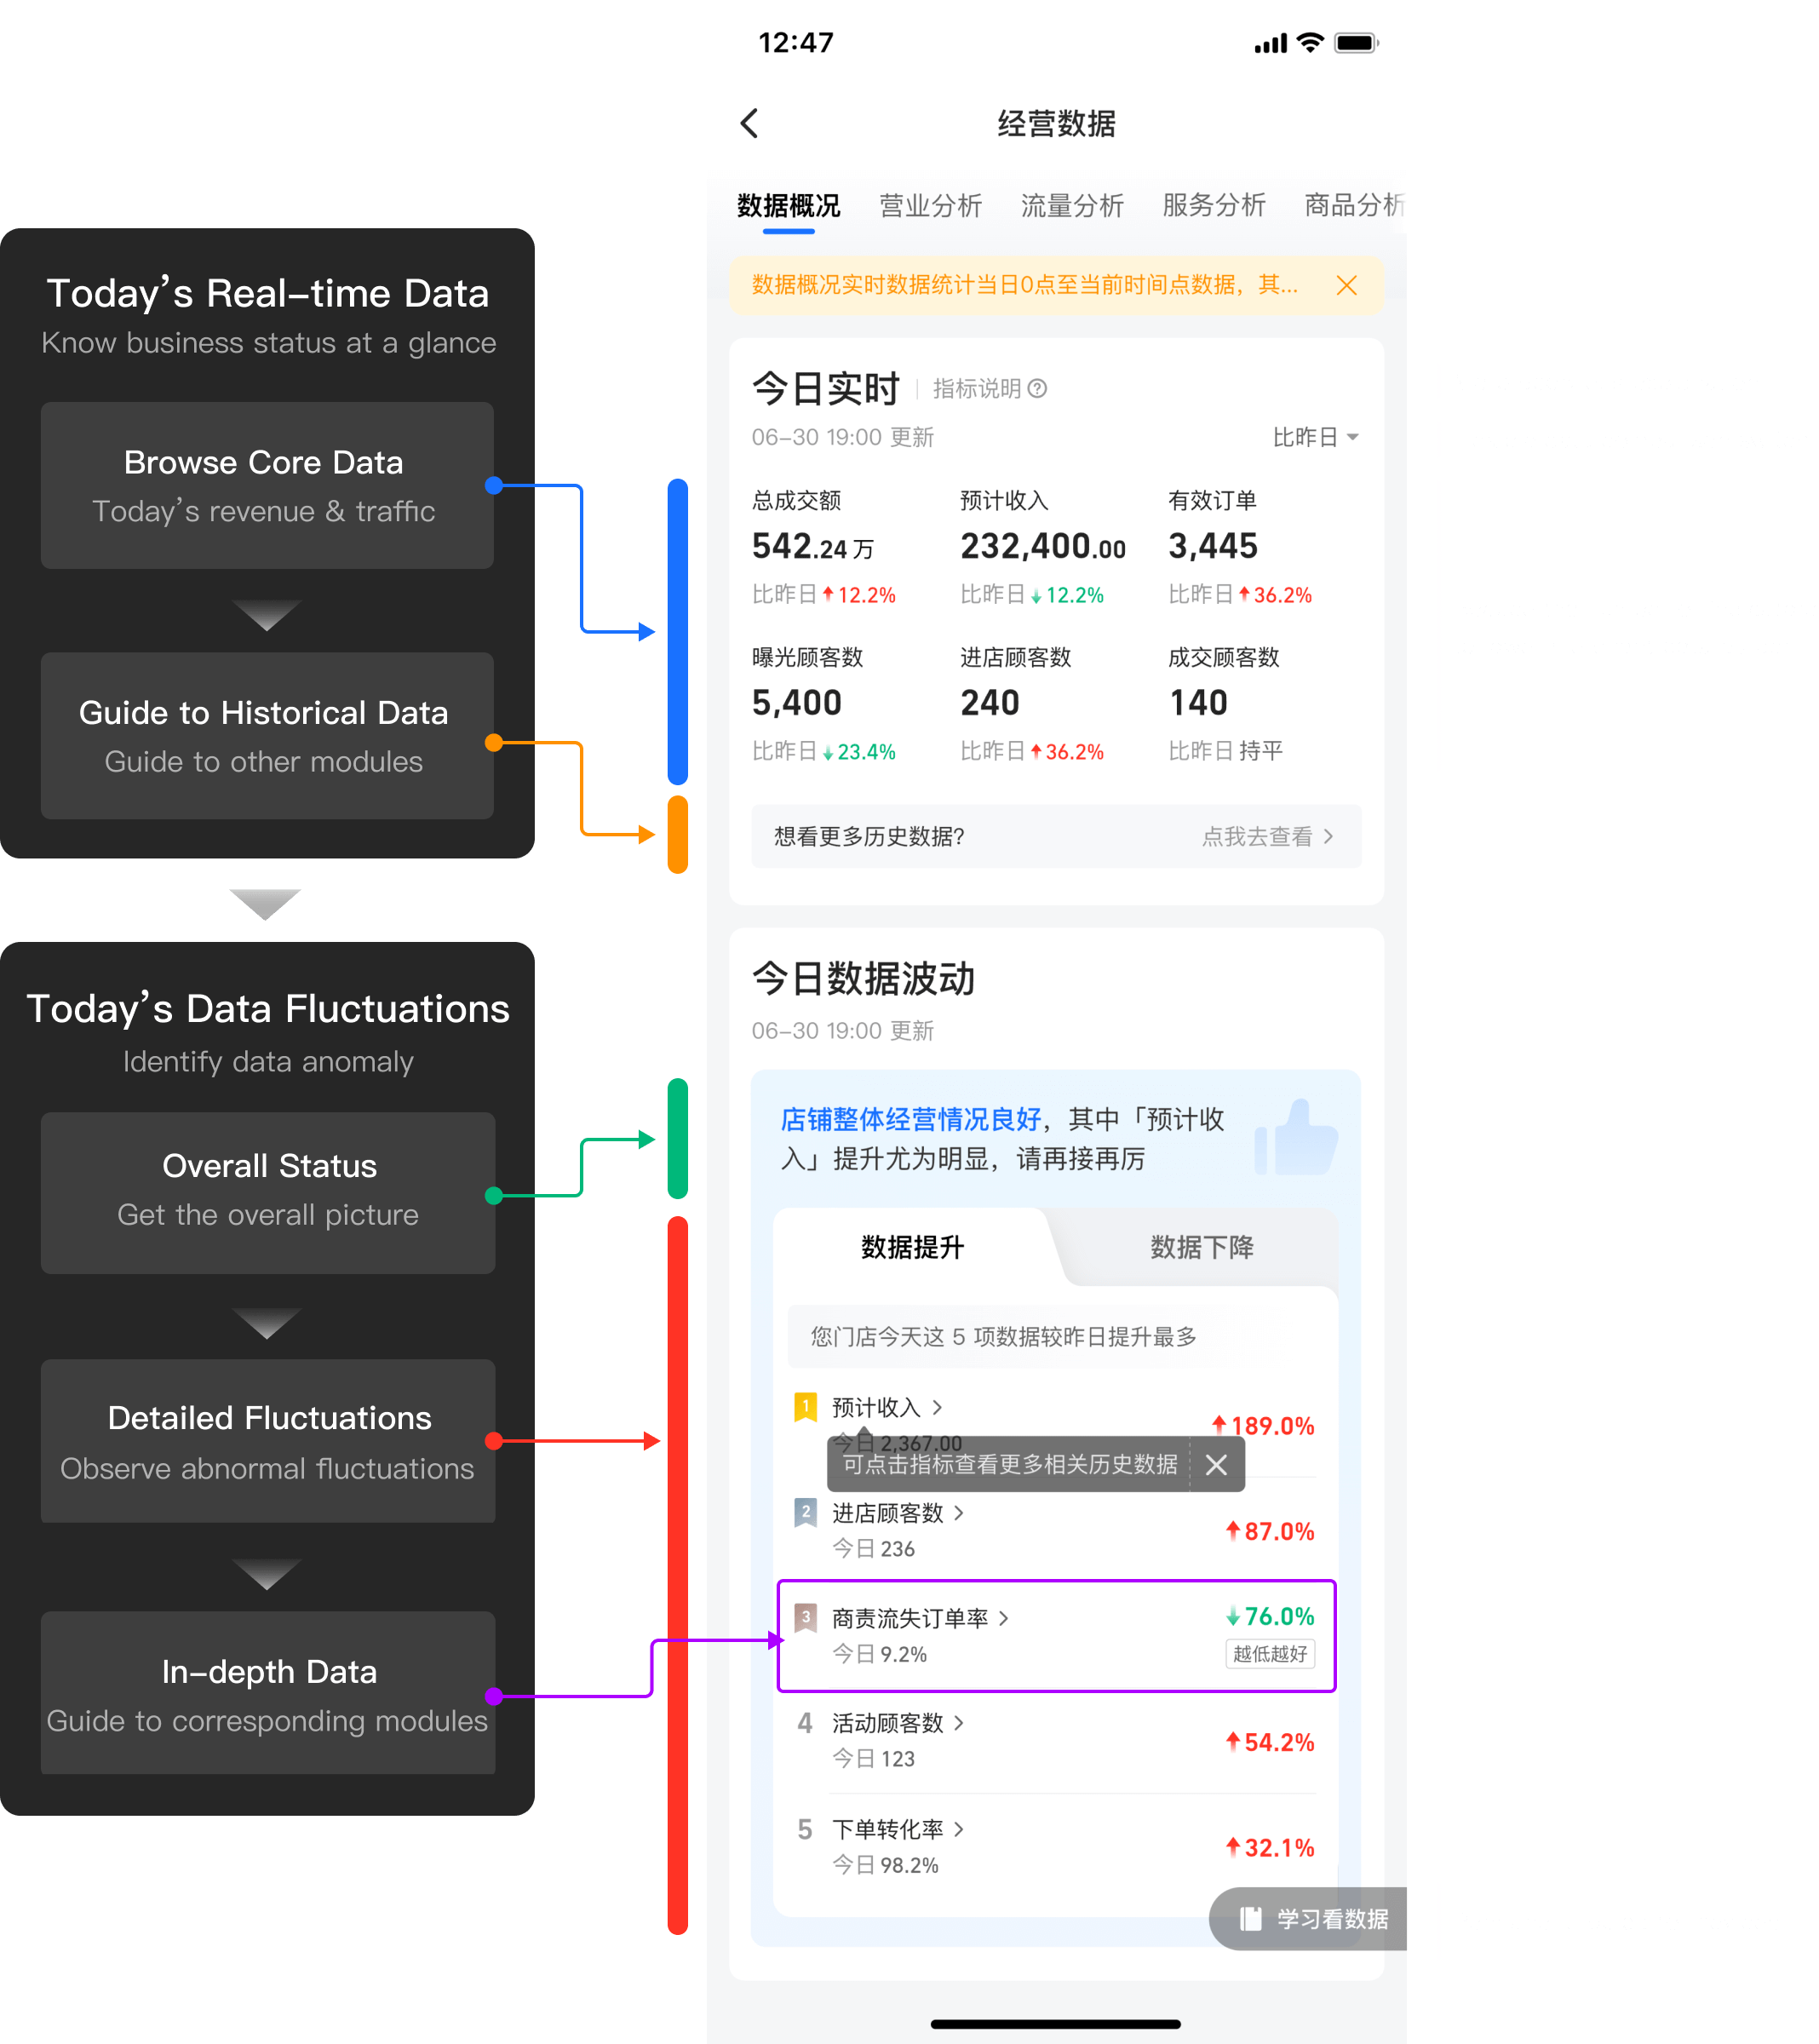 Today's Real-time Data
Know business status at a glance
Browse Core Data
Today's revenue & traffic
Guide to Historical Data
Guide to other modules
Today's Data Fluctuations
Identify data anomaly
Overall Status
Get the overall picture
Detailed Fluctuations
Observe abnormal fluctuations
In-depth Data
Guide to corresponding modules
12:47
经营数据
数据概况 营业分析 流量分析 服务分析 商品分析
数据概况实时数据统计当日0点至当前时间点数据，其...
今日实时 指标说明
06-30 19:00 更新 比昨日
总成交额 预计收入 有效订单
542.24 万 232,400.00 3,445
比昨日 12.2% 比昨日 12.2% 比昨日 36.2%
曝光顾客数 进店顾客数 成交顾客数
5,400 240 140
比昨日 23.4% 比昨日 36.2% 比昨日 持平
想看更多历史数据? 点我去查看
今日数据波动
06-30 19:00 更新
店铺整体经营情况良好，其中「预计收
入」提升尤为明显，请再接再厉
数据提升 数据下降
您门店今天这 5 项数据较昨日提升最多
1 预计收入 189.0%
今日 2,367.00
可点击指标查看更多相关历史数据
2 进店顾客数 87.0%
今日 236
3 商责流失订单率 76.0%
今日 9.2% 越低越好
4 活动顾客数 54.2%
今日 123
5 下单转化率 32.1%
今日 98.2%
学习看数据